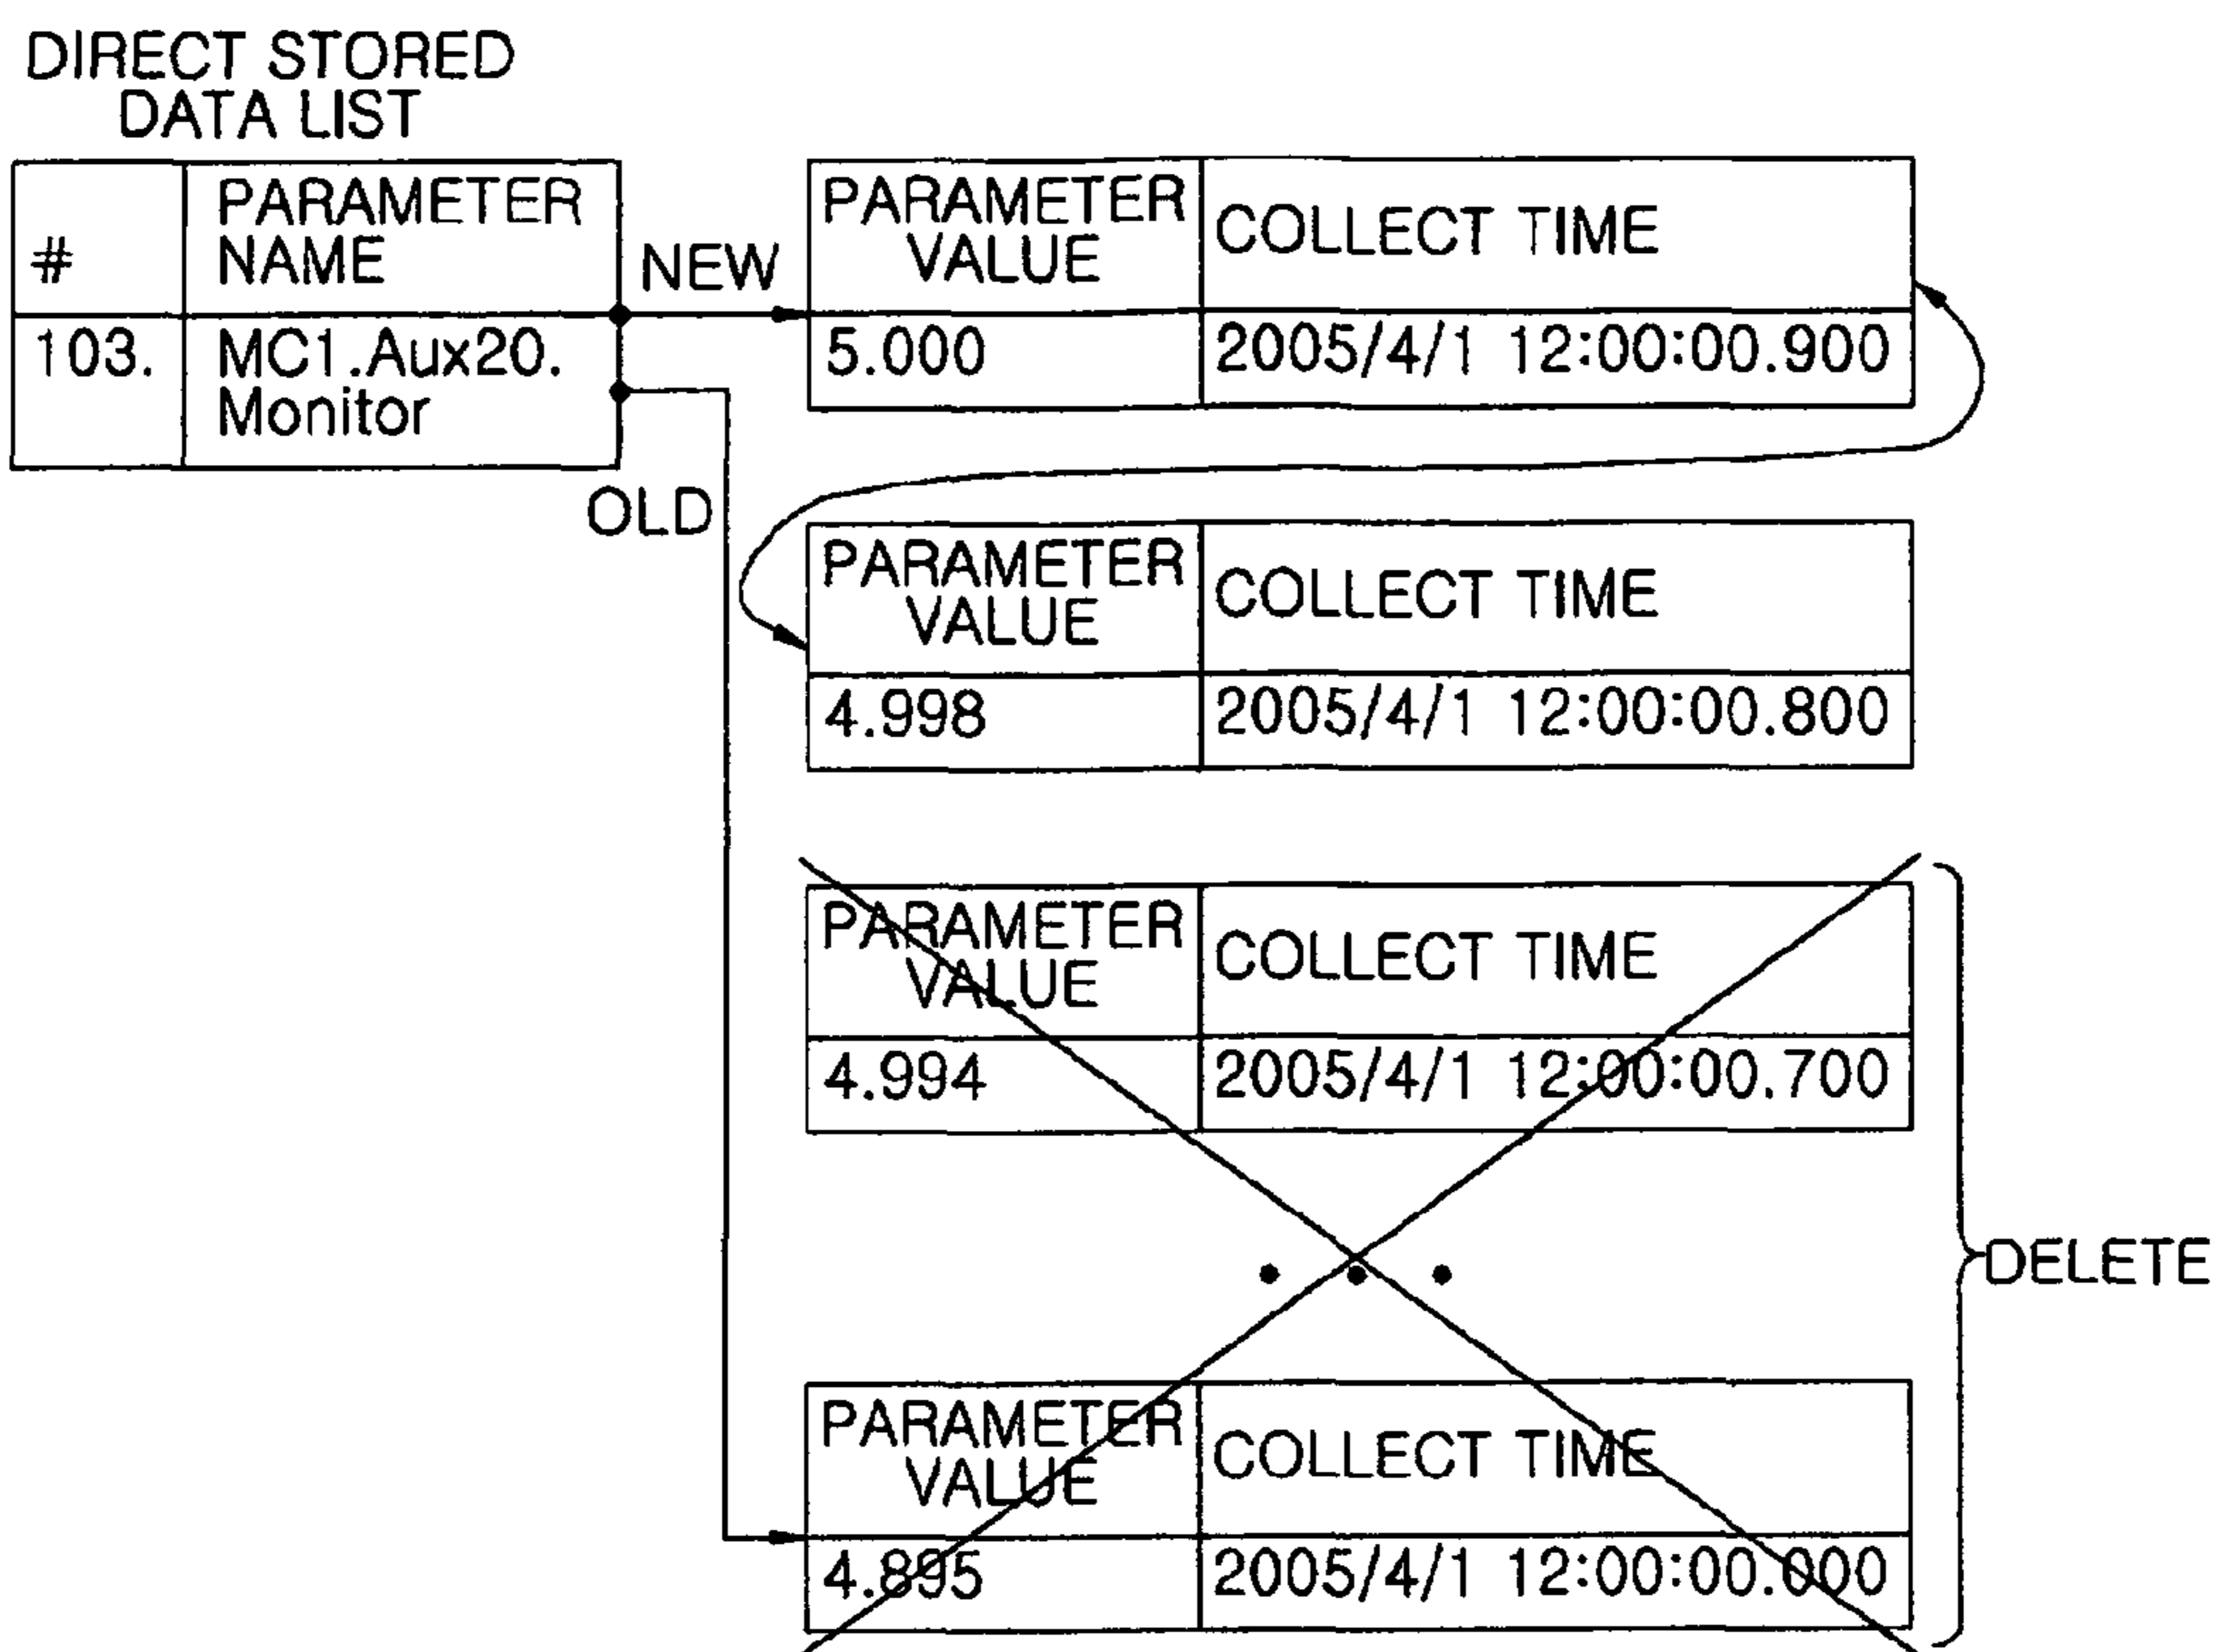 DIRECT STORED
DATA LIST
#
PARAMETER
NAME
103.
MC1.Aux20.
Monitor
NEW
OLD
PARAMETER
VALUE
COLLECT TIME
5.000
2005/4/1 12:00:00.900
PARAMETER
VALUE
COLLECT TIME
4.998
2005/4/1 12:00:00.800
PARAMETER
VALUE
COLLECT TIME
4.994
2005/4/1 12:00:00.700
DELETE
PARAMETER
VALUE
COLLECT TIME
4.895
2005/4/1 12:00:00.000